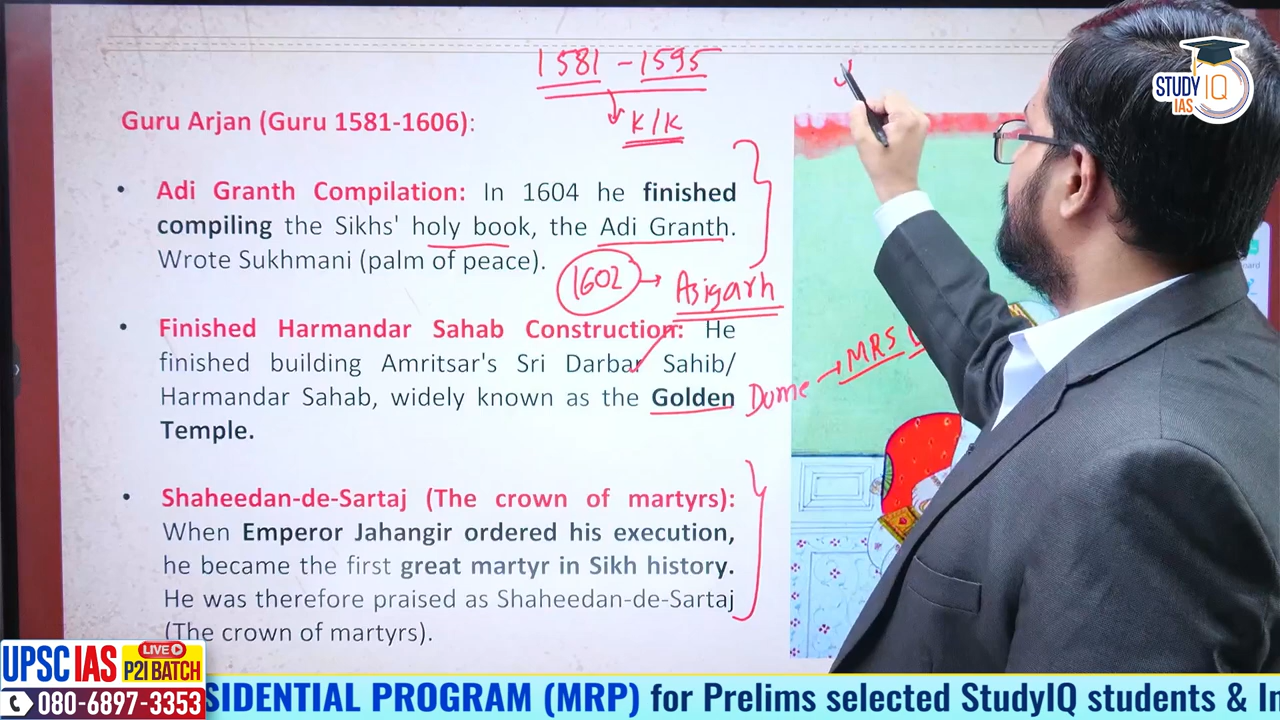 1581 - 1595
K/K
Guru Arjan (Guru 1581-1606):
• Adi Granth Compilation: In 1604 he finished
compiling the Sikhs' holy book, the Adi Granth.
Wrote Sukhmani (palm of peace).
1602 → Asigarh
• Finished Harmandar Sahab Construction: He
finished building Amritsar's Sri Darbar Sahib/
Harmandar Sahab, widely known as the Golden
Temple.
Dome → MRS
• Shaheedan-de-Sartaj (The crown of martyrs):
When Emperor Jahangir ordered his execution,
he became the first great martyr in Sikh history.
He was therefore praised as Shaheedan-de-Sartaj
(The crown of martyrs).
STUDY IQ
IAS
UPSC IAS LIVE
P2I BATCH
080-6897-3353
SIDENTIAL PROGRAM (MRP) for Prelims selected StudyIQ students & In